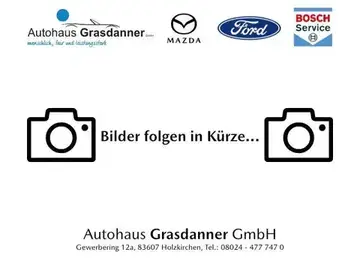 Autohaus Grasdanner GmbH
menschlich, fair und leistungsstark
mazda
Ford
BOSCH
Service
Bilder folgen in Kürze...
Autohaus Grasdanner GmbH
Gewerbering 12a, 83607 Holzkirchen, Tel.: 08024 - 477 747 0